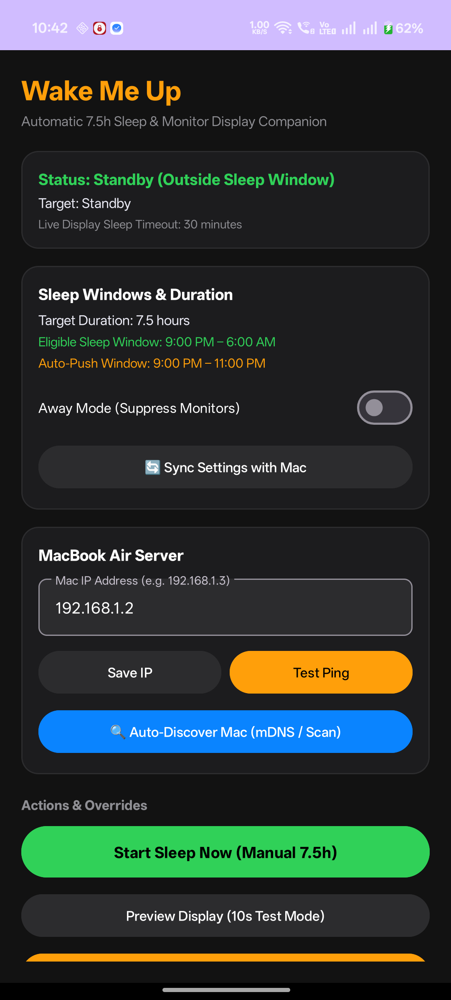 10:42
1.00 KB/S
2
Vo LTE
62%
Wake Me Up
Automatic 7.5h Sleep & Monitor Display Companion
Status: Standby (Outside Sleep Window)
Target: Standby
Live Display Sleep Timeout: 30 minutes
Sleep Windows & Duration
Target Duration: 7.5 hours
Eligible Sleep Window: 9:00 PM – 6:00 AM
Auto-Push Window: 9:00 PM – 11:00 PM
Away Mode (Suppress Monitors)
🔄 Sync Settings with Mac
MacBook Air Server
Mac IP Address (e.g. 192.168.1.3)
192.168.1.2
Save IP
Test Ping
🔍 Auto-Discover Mac (mDNS / Scan)
Actions & Overrides
Start Sleep Now (Manual 7.5h)
Preview Display (10s Test Mode)